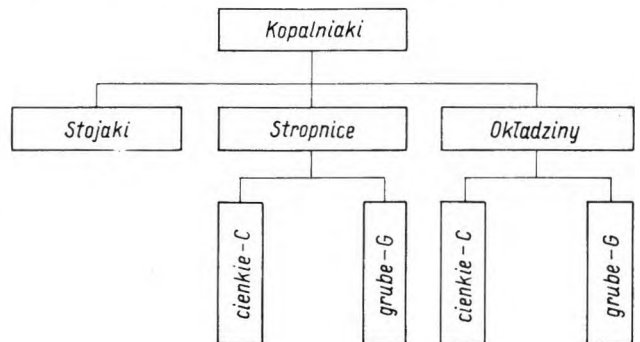 Kopalniaki
Stojaki
Stropnice
Okładziny
cienkie-C
grube-G
cienkie-C
grube-G